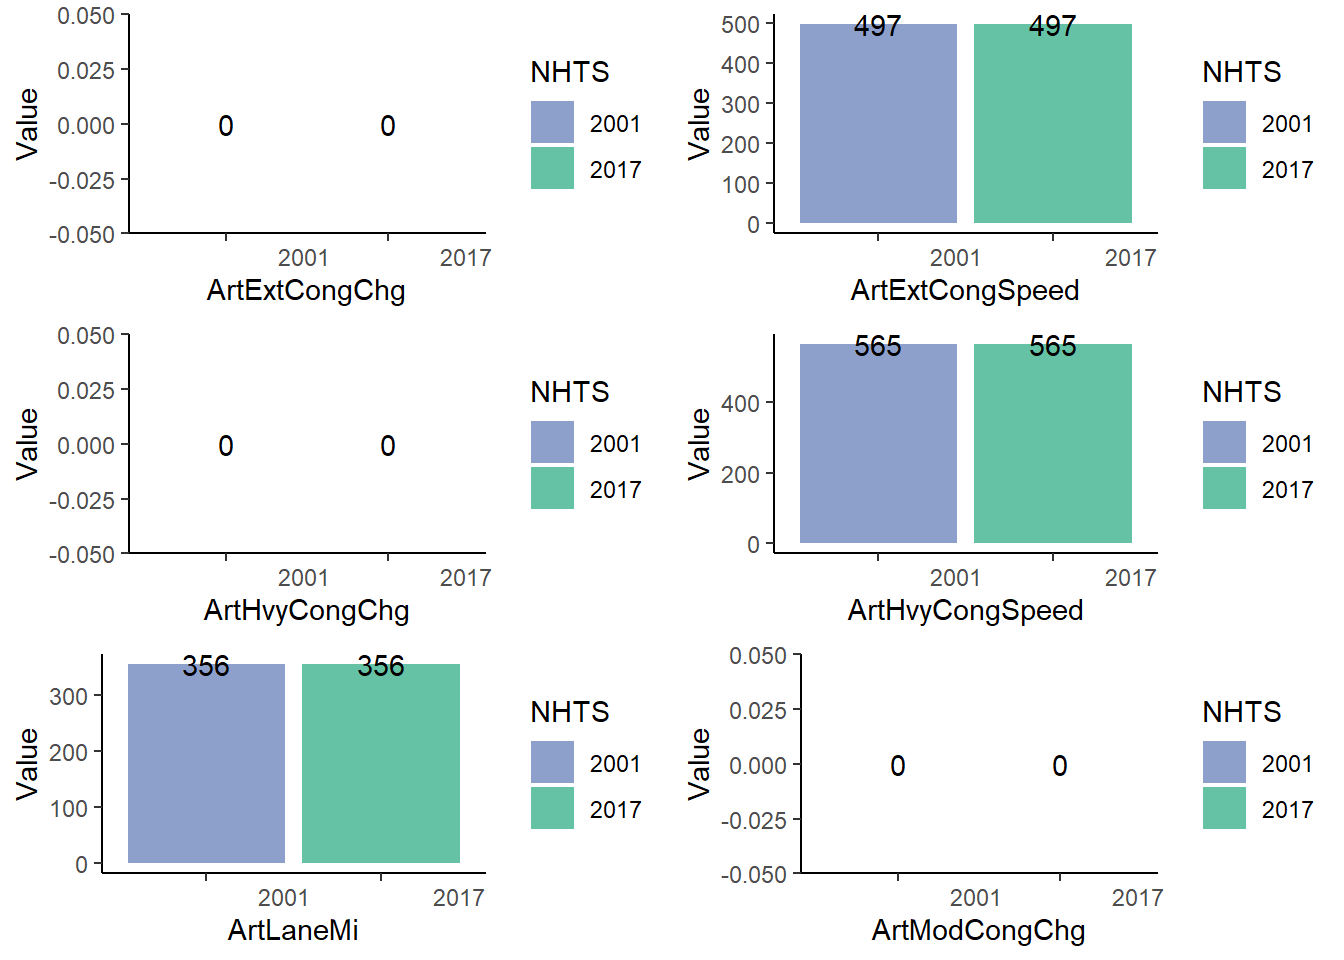 0.050
0.025
0.000
-0.025
-0.050
Value
0 0
2001 2017
ArtExtCongChg
NHTS
2001
2017
500
400
300
200
100
0
Value
497 497
2001 2017
ArtExtCongSpeed
NHTS
2001
2017
0.050
0.025
0.000
-0.025
-0.050
Value
0 0
2001 2017
ArtHvyCongChg
NHTS
2001
2017
400
200
0
Value
565 565
2001 2017
ArtHvyCongSpeed
NHTS
2001
2017
300
200
100
0
Value
356 356
2001 2017
ArtLaneMi
NHTS
2001
2017
0.050
0.025
0.000
-0.025
-0.050
Value
0 0
2001 2017
ArtModCongChg
NHTS
2001
2017